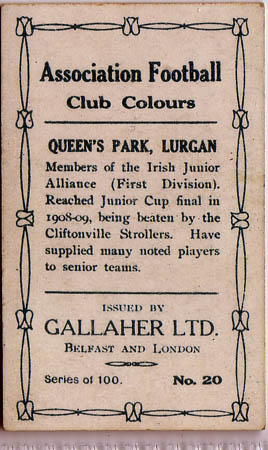 Association Football
Club Colours
QUEEN'S PARK, LURGAN
Members of the Irish Junior
Alliance (First Division).
Reached Junior Cup final in
1908-09, being beaten by the
Cliftonville Strollers. Have
supplied many noted players
to senior teams.
ISSUED BY
GALLAHER LTD.
BELFAST AND LONDON
Series of 100. No. 20